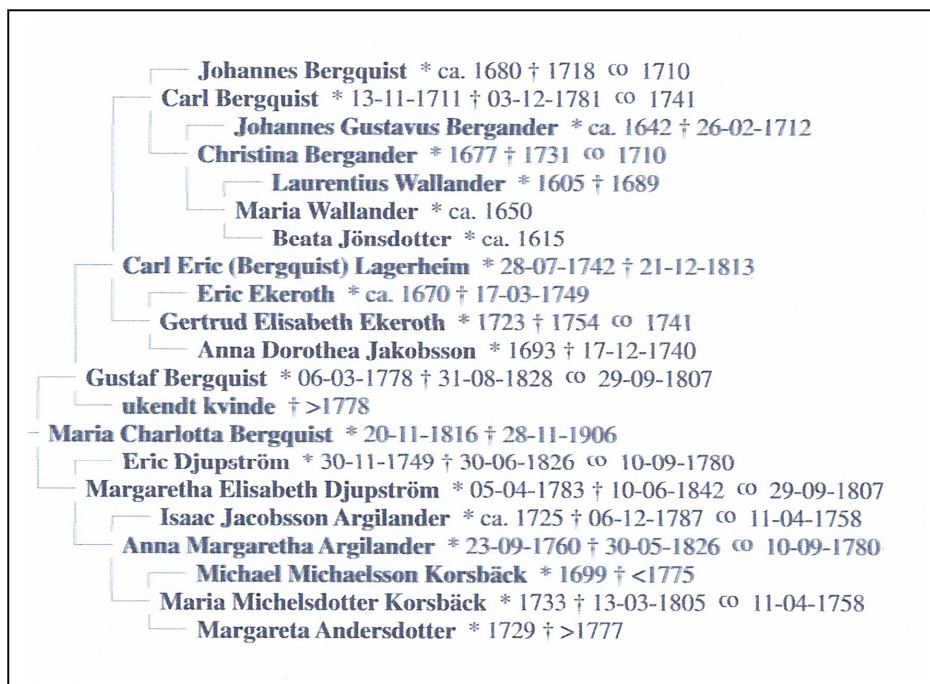 Johannes Bergquist * ca. 1680 † 1718 ꝏ 1710
Carl Bergquist * 13-11-1711 † 03-12-1781 ꝏ 1741
Johannes Gustavus Bergander * ca. 1642 † 26-02-1712
Christina Bergander * 1677 † 1731 ꝏ 1710
Laurentius Wallander * 1605 † 1689
Maria Wallander * ca. 1650
Beata Jönsdotter * ca. 1615
Carl Eric (Bergquist) Lagerheim * 28-07-1742 † 21-12-1813
Eric Ekeroth * ca. 1670 † 17-03-1749
Gertrud Elisabeth Ekeroth * 1723 † 1754 ꝏ 1741
Anna Dorothea Jakobsson * 1693 † 17-12-1740
Gustaf Bergquist * 06-03-1778 † 31-08-1828 ꝏ 29-09-1807
ukendt kvinde † >1778
Maria Charlotta Bergquist * 20-11-1816 † 28-11-1906
Eric Djupström * 30-11-1749 † 30-06-1826 ꝏ 10-09-1780
Margaretha Elisabeth Djupström * 05-04-1783 † 10-06-1842 ꝏ 29-09-1807
Isaac Jacobsson Argilander * ca. 1725 † 06-12-1787 ꝏ 11-04-1758
Anna Margaretha Argilander * 23-09-1760 † 30-05-1826 ꝏ 10-09-1780
Michael Michaelsson Korsbäck * 1699 † <1775
Maria Michelsdotter Korsbäck * 1733 † 13-03-1805 ꝏ 11-04-1758
Margareta Andersdotter * 1729 † >1777